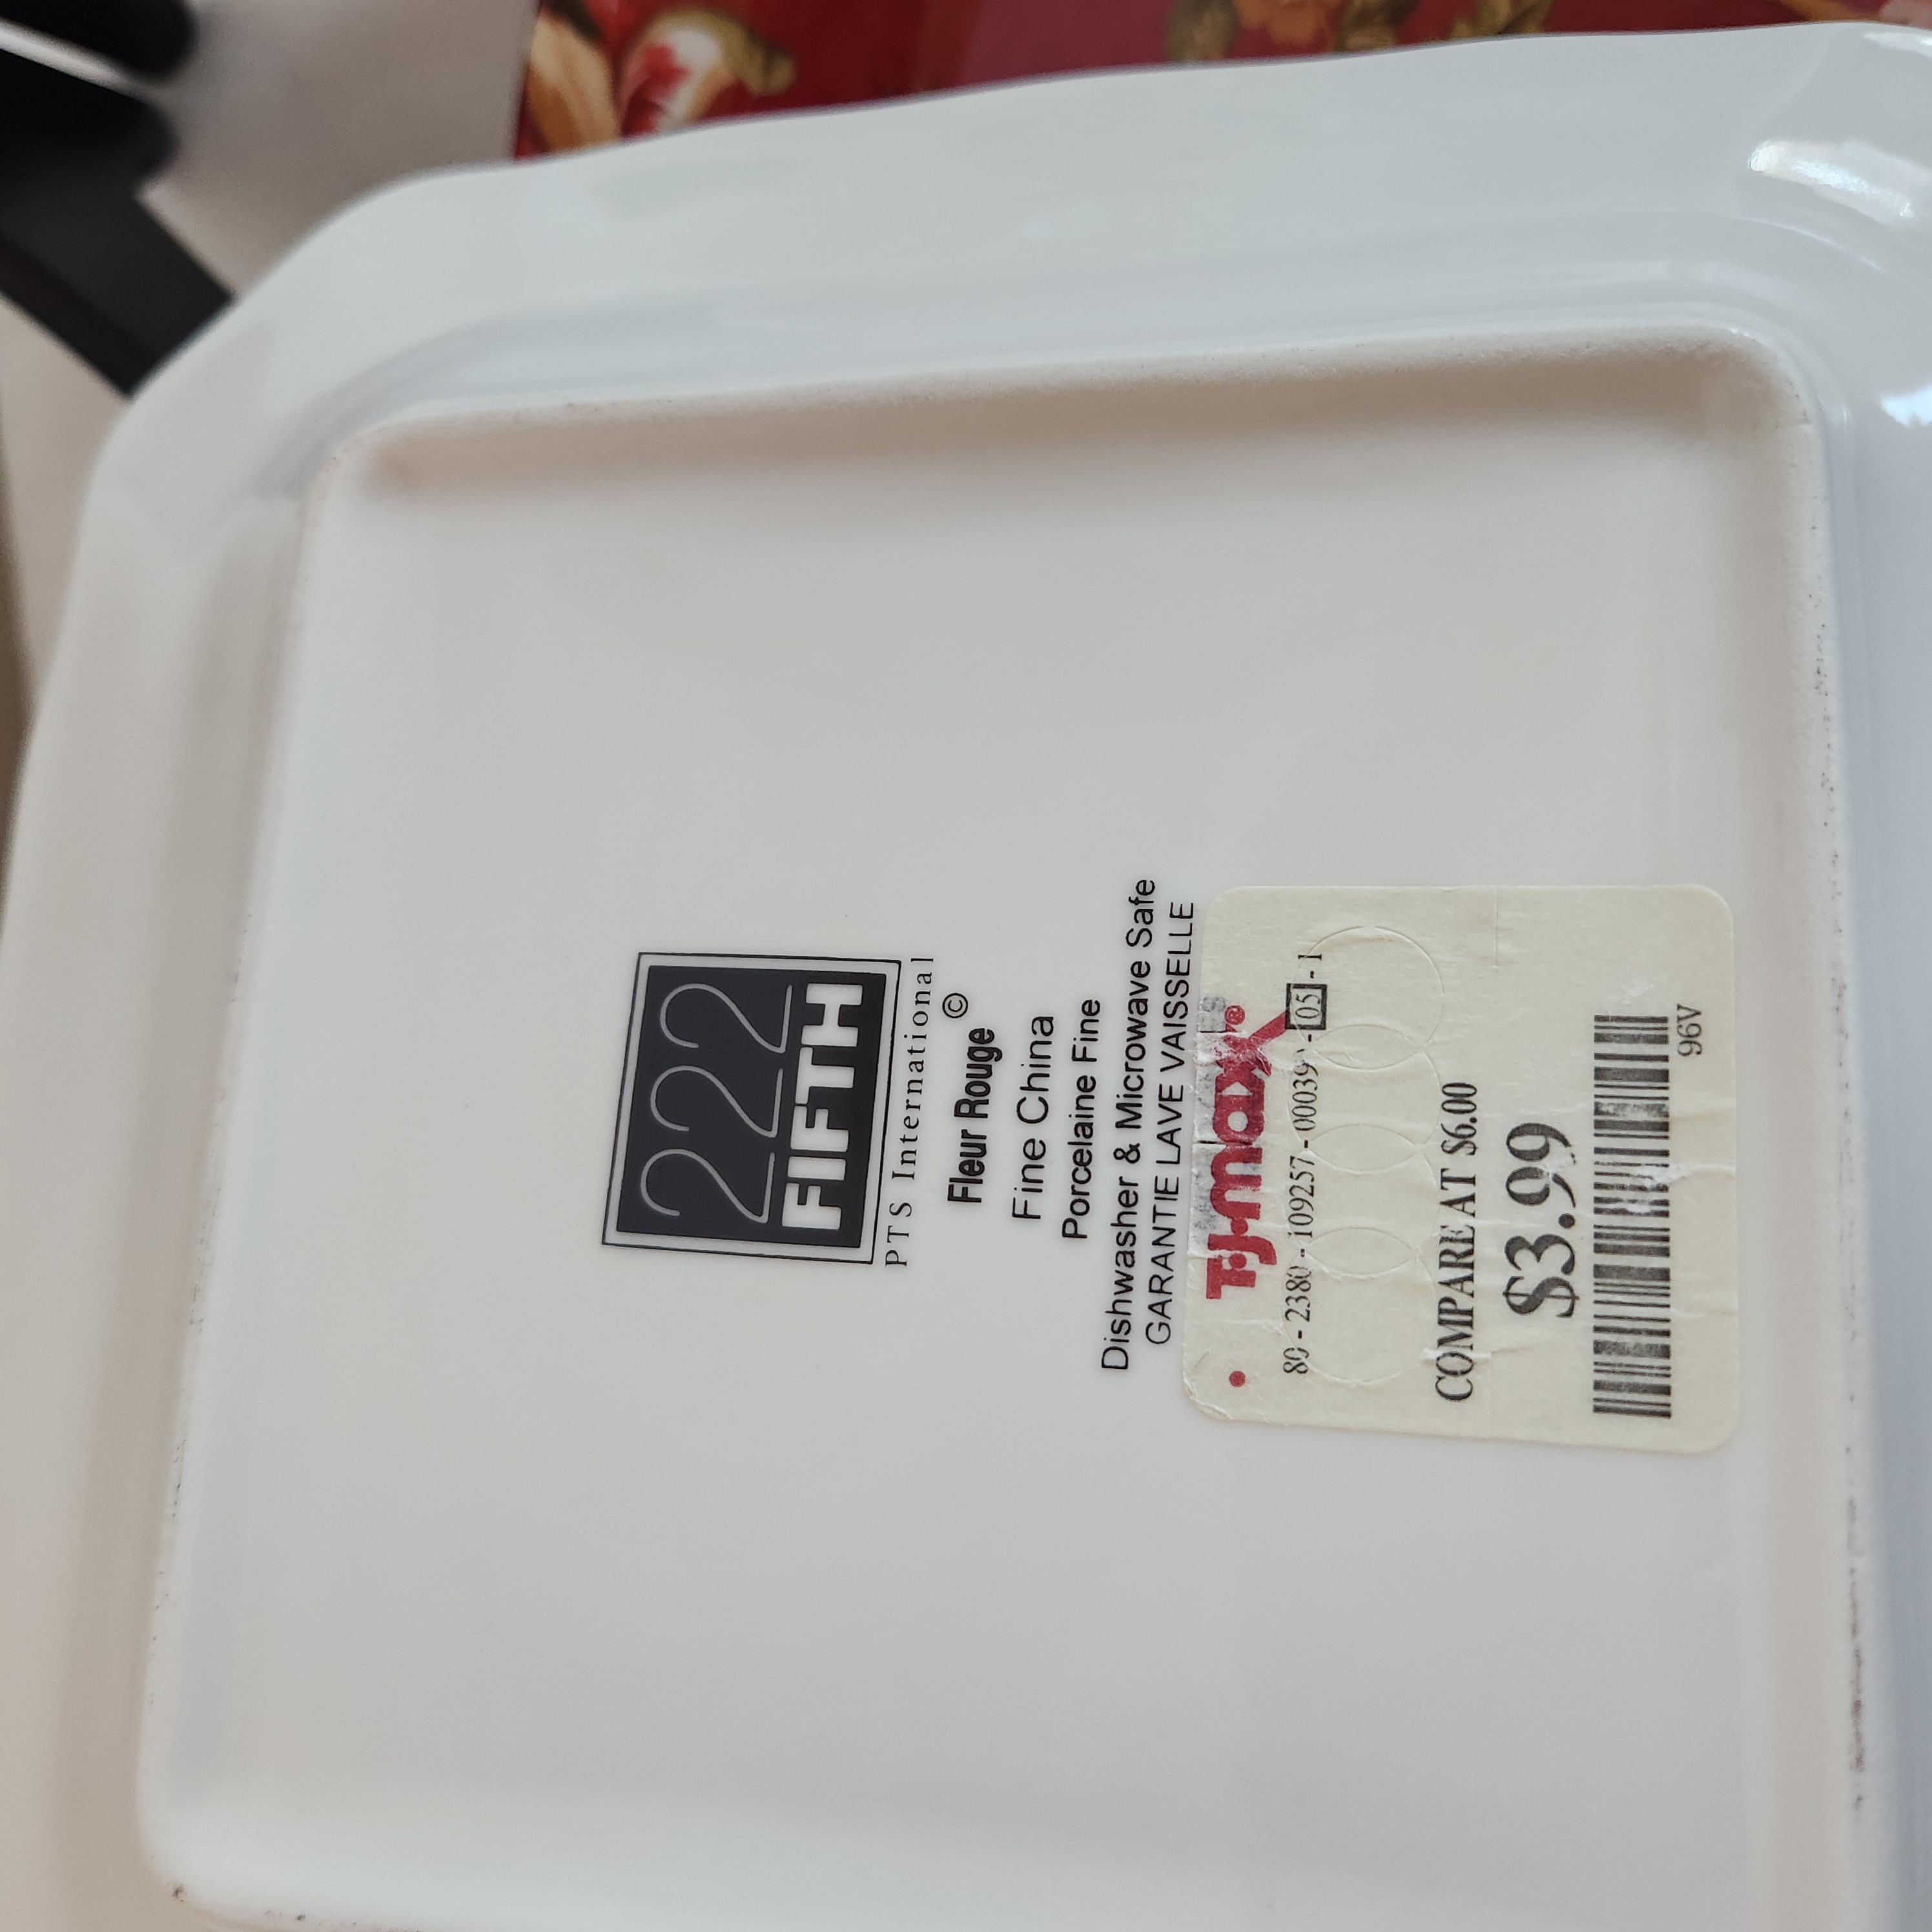 222
FIFTH
PTS International
Fleur Rouge ©
Fine China
Porcelaine Fine
Dishwasher & Microwave Safe
GARANTIE LAVE VAISSELLE
T·J·maxx®
80 - 2380 - 109257 - 00039 - 05 - 1
COMPARE AT $6.00
$3.99
96V